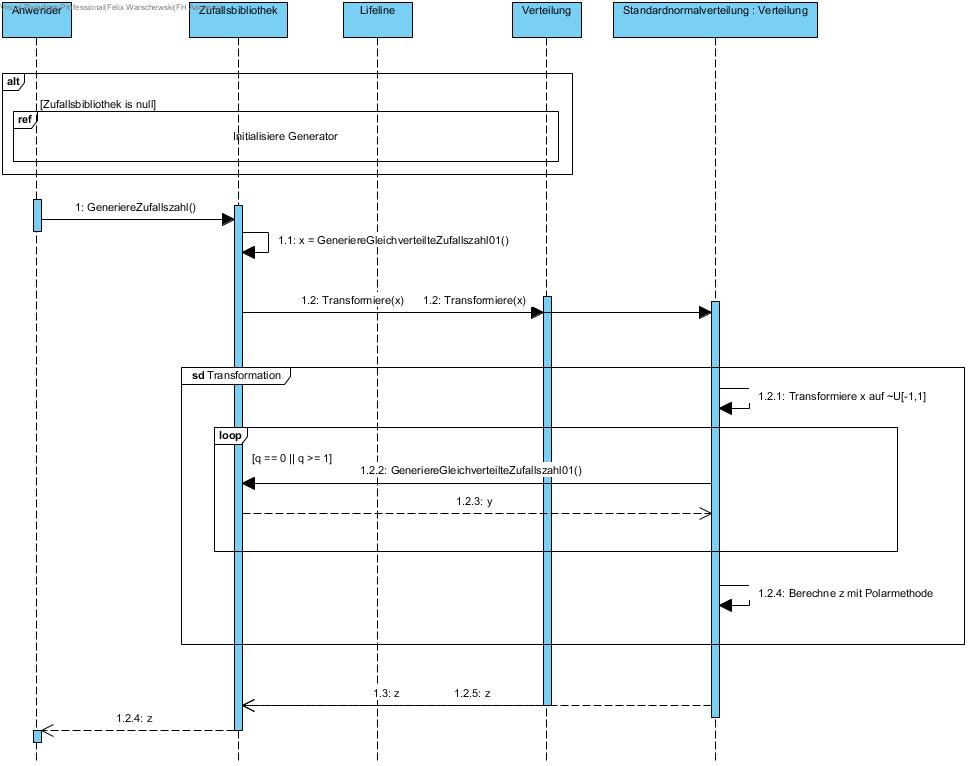 Anwender
Zufallsbibliothek
Lifeline
Verteilung
Standardnormalverteilung : Verteilung
alt
[Zufallsbibliothek is null]
ref
Initialisiere Generator
1: GeneriereZufallszahl()
1.1: x = GeneriereGleichverteilteZufallszahl01()
1.2: Transformiere(x)
1.2: Transformiere(x)
sd Transformation
1.2.1: Transformiere x auf ~U[-1,1]
loop
[q == 0 || q >= 1]
1.2.2: GeneriereGleichverteilteZufallszahl01()
1.2.3: y
1.2.4: Berechne z mit Polarmethode
1.3: z
1.2.5: z
1.2.4: z